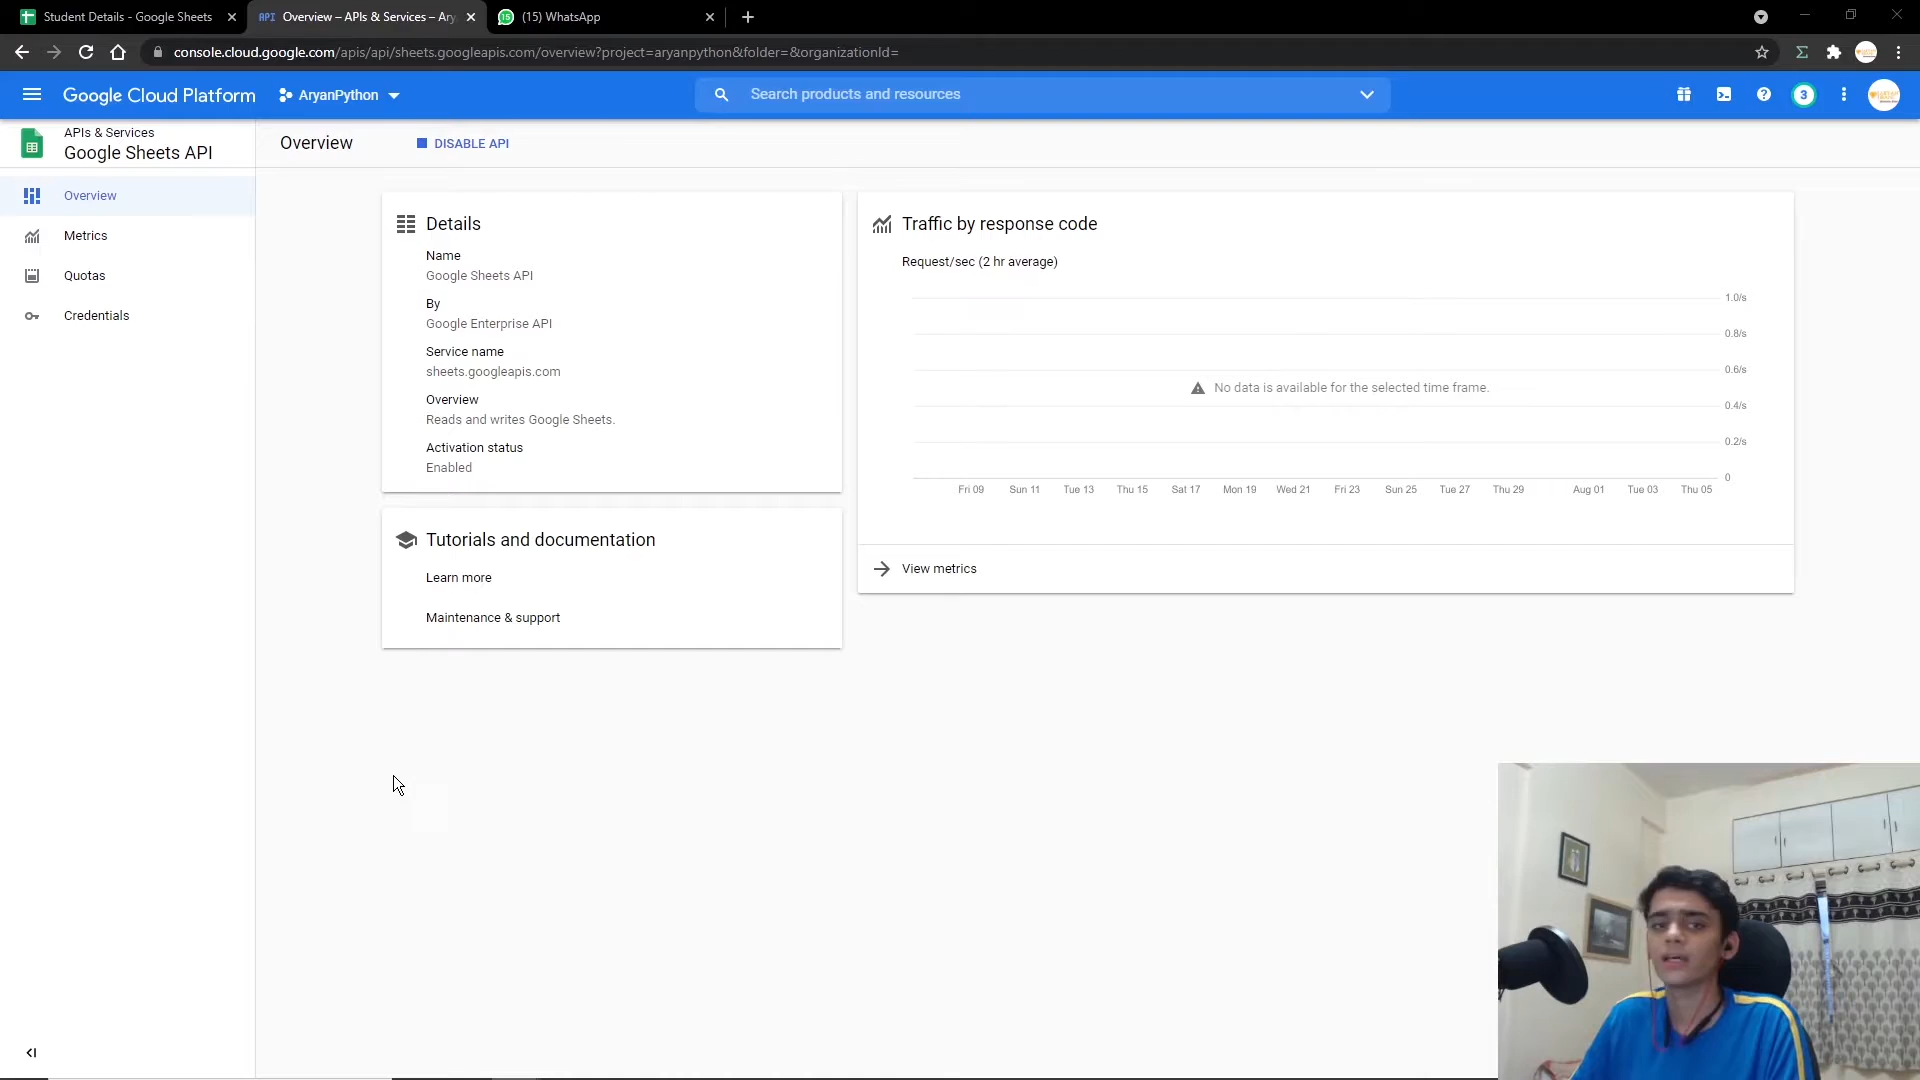 Student Details - Google Sheets
API Overview – APIs & Services – Ary
(15) WhatsApp
console.cloud.google.com/apis/api/sheets.googleapis.com/overview?project=aryanpython&folder=&organizationId=
Google Cloud Platform
AryanPython
Search products and resources
3
APIs & Services
Google Sheets API
Overview
DISABLE API
Overview
Metrics
Quotas
Credentials
Details
Name
Google Sheets API
By
Google Enterprise API
Service name
sheets.googleapis.com
Overview
Reads and writes Google Sheets.
Activation status
Enabled
Tutorials and documentation
Learn more
Maintenance & support
Traffic by response code
Request/sec (2 hr average)
1.0/s
0.8/s
0.6/s
No data is available for the selected time frame.
0.4/s
0.2/s
0
Fri 09 Sun 11 Tue 13 Thu 15 Sat 17 Mon 19 Wed 21 Fri 23 Sun 25 Tue 27 Thu 29 Aug 01 Tue 03 Thu 05
View metrics